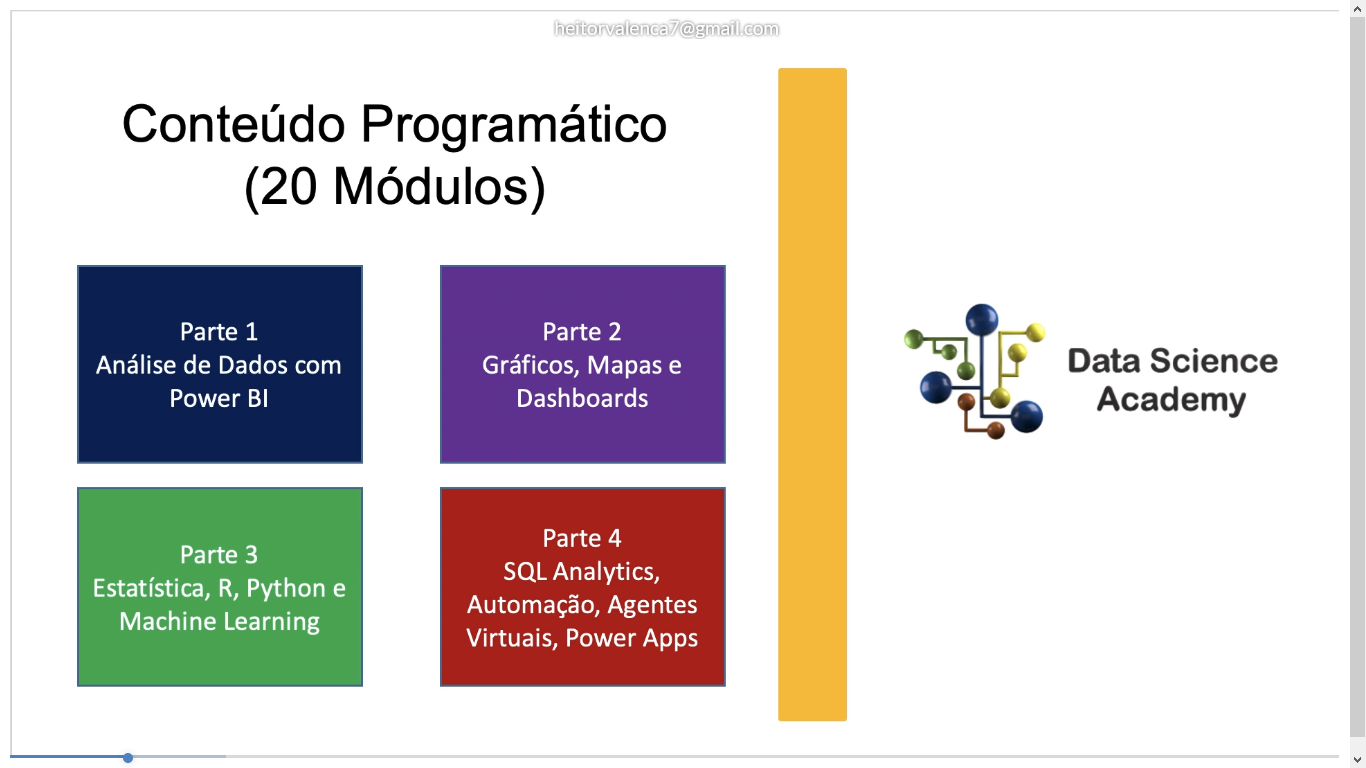 heitorvalenca7@gmail.com
Conteúdo Programático
(20 Módulos)
Parte 1
Análise de Dados com
Power BI
Parte 2
Gráficos, Mapas e
Dashboards
Parte 3
Estatística, R, Python e
Machine Learning
Parte 4
SQL Analytics,
Automação, Agentes
Virtuais, Power Apps
Data Science
Academy